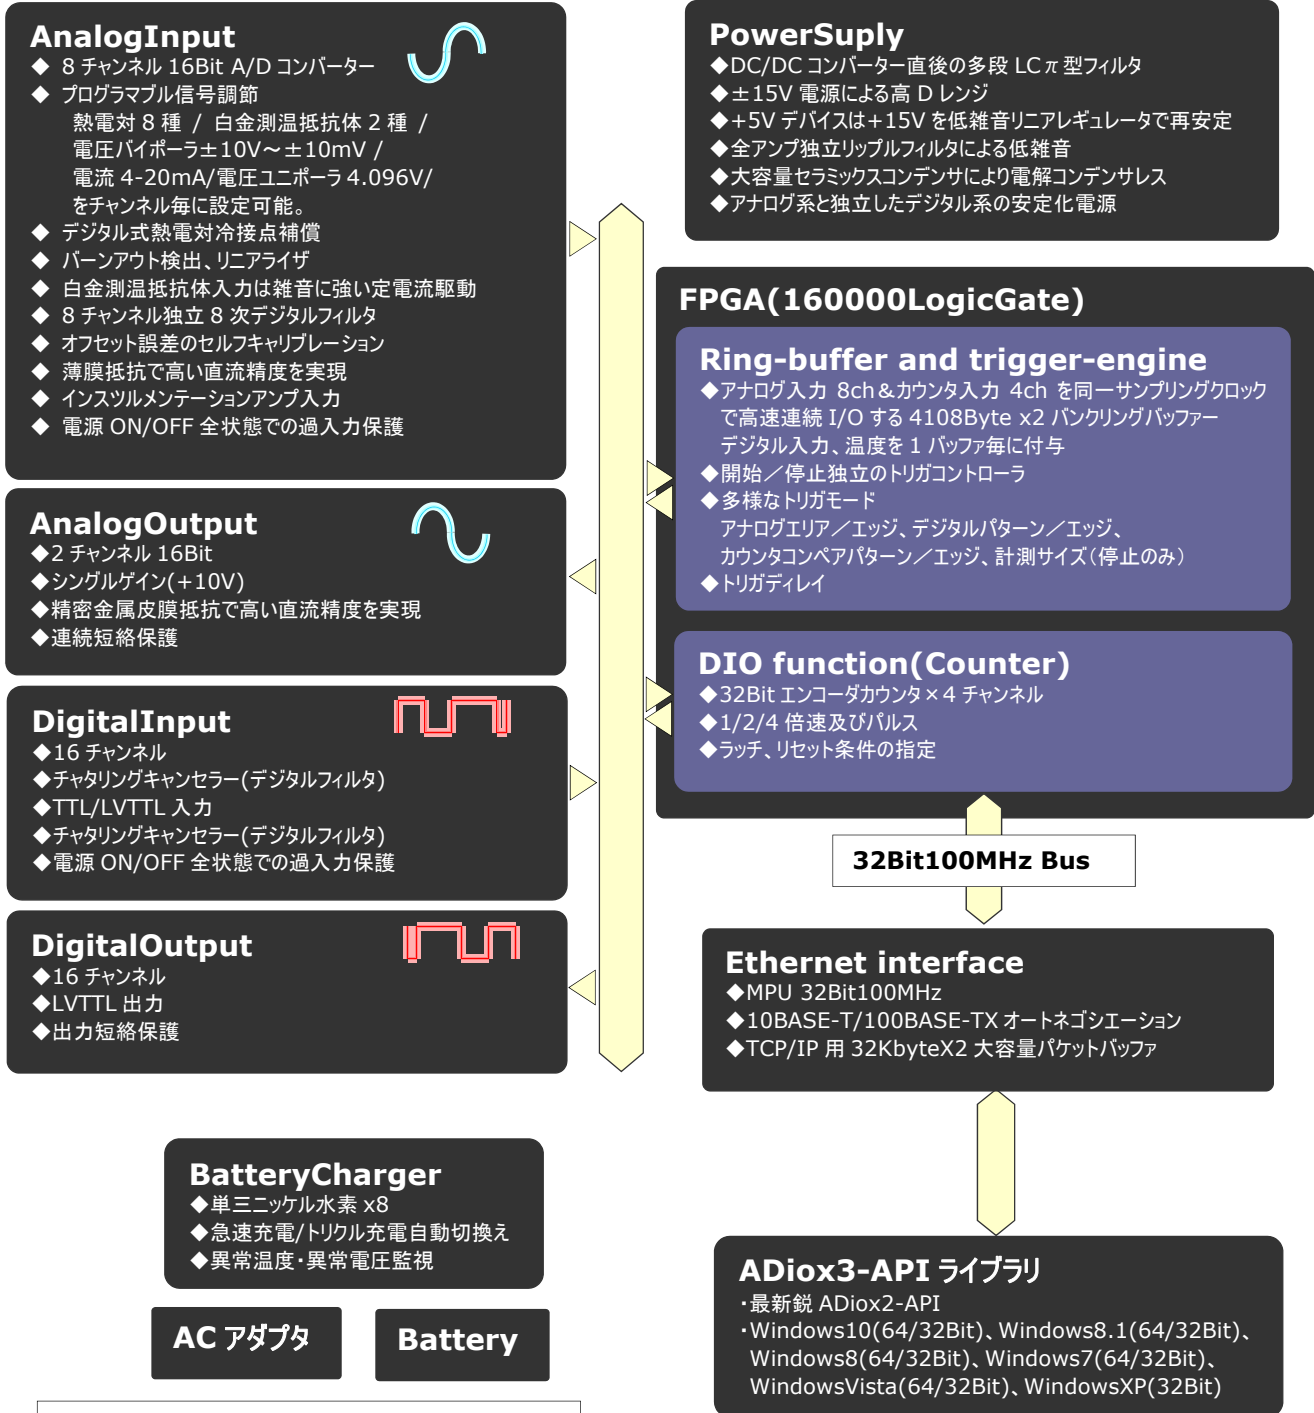 AnalogInput
◆ 8 チャンネル 16Bit A/D コンバーター
◆ プログラマブル信号調節
熱電対 8 種 / 白金測温抵抗体 2 種 /
電圧バイポーラ±10V～±10mV /
電流 4-20mA/電圧ユニポーラ 4.096V/
をチャンネル毎に設定可能。
◆ デジタル式熱電対冷接点補償
◆ バーンアウト検出、リニアライザ
◆ 白金測温抵抗体入力は雑音に強い定電流駆動
◆ 8 チャンネル独立 8 次デジタルフィルタ
◆ オフセット誤差のセルフキャリブレーション
◆ 薄膜抵抗で高い直流精度を実現
◆ インスツルメンテーションアンプ入力
◆ 電源 ON/OFF 全状態での過入力保護
AnalogOutput
◆2 チャンネル 16Bit
◆シングルゲイン(+10V)
◆精密金属皮膜抵抗で高い直流精度を実現
◆連続短絡保護
DigitalInput
◆16 チャンネル
◆チャタリングキャンセラー(デジタルフィルタ)
◆TTL/LVTTL 入力
◆チャタリングキャンセラー(デジタルフィルタ)
◆電源 ON/OFF 全状態での過入力保護
DigitalOutput
◆16 チャンネル
◆LVTTL 出力
◆出力短絡保護
BatteryCharger
◆単三ニッケル水素 x8
◆急速充電/トリクル充電自動切換え
◆異常温度・異常電圧監視
AC アダプタ
Battery
PowerSuply
◆DC/DC コンバーター直後の多段 LCπ型フィルタ
◆±15V 電源による高 D レンジ
◆+5V デバイスは+15V を低雑音リニアレギュレータで再安定
◆全アンプ独立リップルフィルタによる低雑音
◆大容量セラミックスコンデンサにより電解コンデンサレス
◆アナログ系と独立したデジタル系の安定化電源
FPGA(160000LogicGate)
Ring-buffer and trigger-engine
◆アナログ入力 8ch＆カウンタ入力 4ch を同一サンプリングクロック
で高速連続 I/O する 4108Byte x2 バンクリングバッファー
デジタル入力、温度を 1 バッファ毎に付与
◆開始／停止独立のトリガコントローラ
◆多様なトリガモード
アナログエリア／エッジ、デジタルパターン／エッジ、
カウンタコンペアパターン／エッジ、計測サイズ(停止のみ)
◆トリガディレイ
DIO function(Counter)
◆32Bit エンコーダカウンタ×4 チャンネル
◆1/2/4 倍速及びパルス
◆ラッチ、リセット条件の指定
32Bit100MHz Bus
Ethernet interface
◆MPU 32Bit100MHz
◆10BASE-T/100BASE-TX オートネゴシエーション
◆TCP/IP 用 32KbyteX2 大容量パケットバッファ
ADiox3-API ライブラリ
・最新鋭 ADiox2-API
・Windows10(64/32Bit)、Windows8.1(64/32Bit)、
Windows8(64/32Bit)、Windows7(64/32Bit)、
WindowsVista(64/32Bit)、WindowsXP(32Bit)